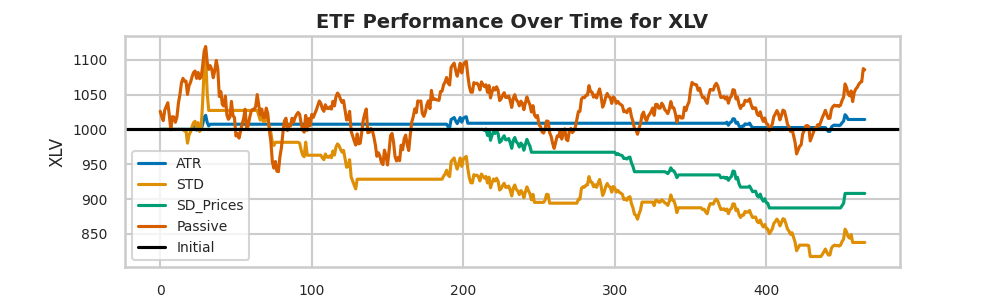 ETF Performance Over Time for XLV
1100
1050
1000
950
900
850
XLV
ATR
STD
SD_Prices
Passive
Initial
0
100
200
300
400